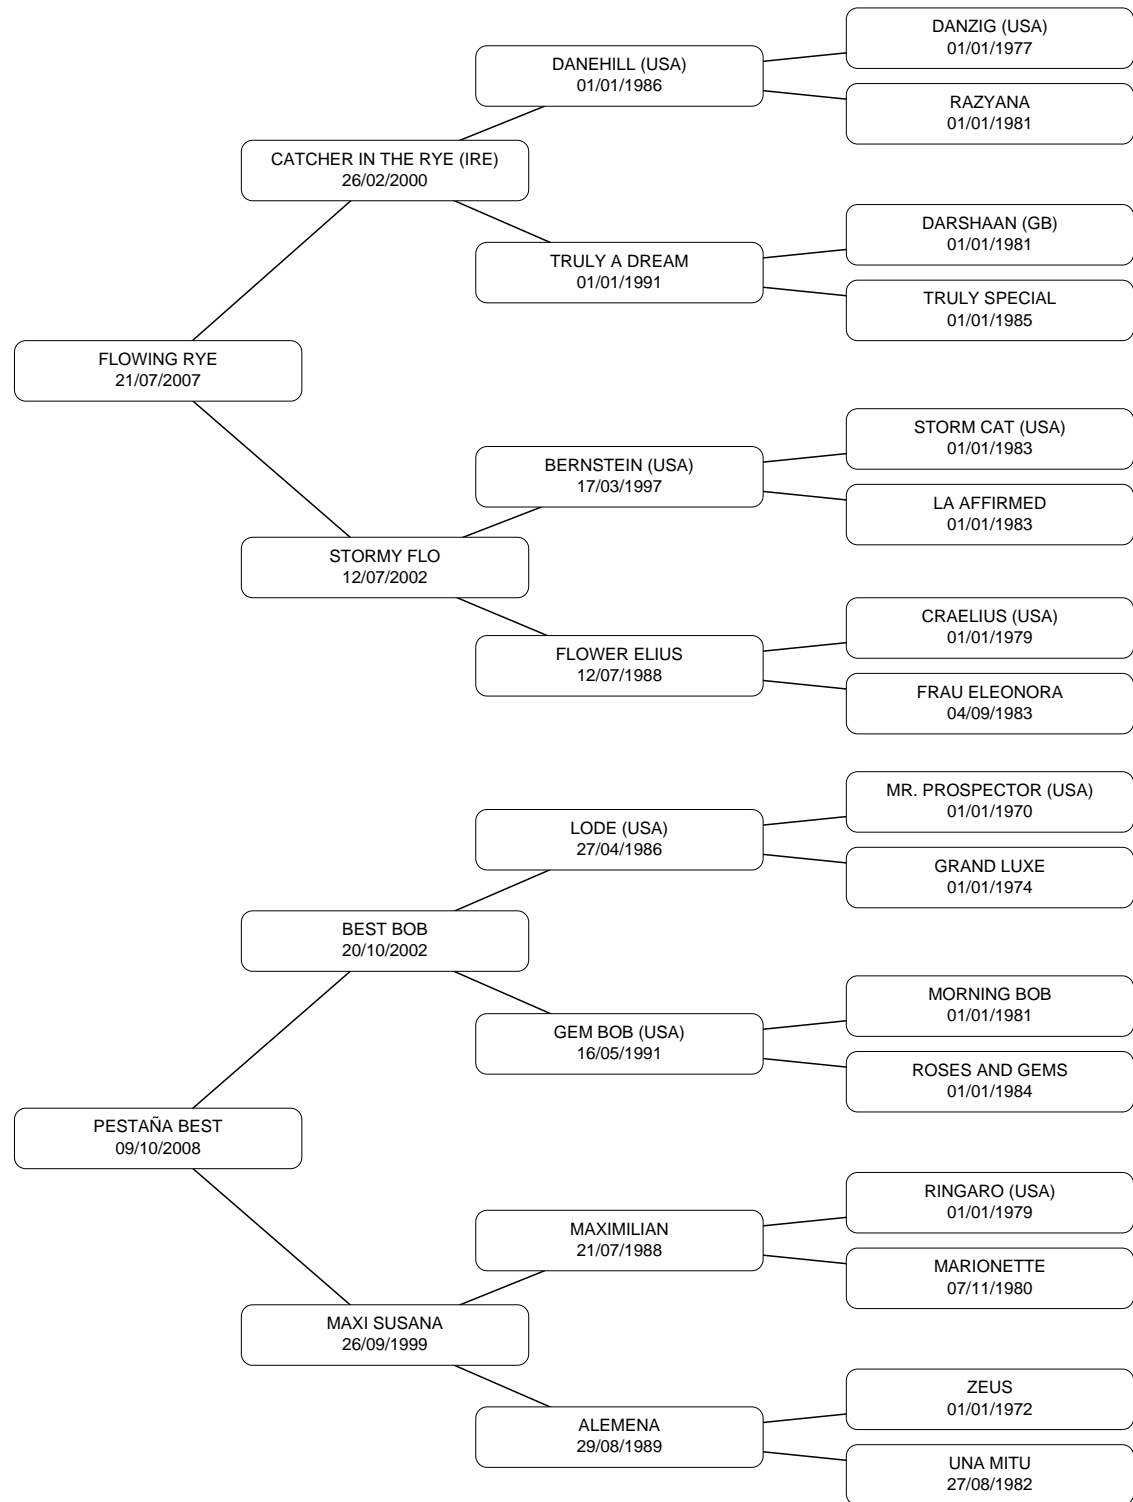 DANZIG (USA)
01/01/1977
DANEHILL (USA)
01/01/1986
RAZYANA
01/01/1981
CATCHER IN THE RYE (IRE)
26/02/2000
DARSHAAN (GB)
01/01/1981
TRULY A DREAM
01/01/1991
TRULY SPECIAL
01/01/1985
FLOWING RYE
21/07/2007
STORM CAT (USA)
01/01/1983
BERNSTEIN (USA)
17/03/1997
LA AFFIRMED
01/01/1983
STORMY FLO
12/07/2002
CRAELIUS (USA)
01/01/1979
FLOWER ELIUS
12/07/1988
FRAU ELEONORA
04/09/1983
MR. PROSPECTOR (USA)
01/01/1970
LODE (USA)
27/04/1986
GRAND LUXE
01/01/1974
BEST BOB
20/10/2002
MORNING BOB
01/01/1981
GEM BOB (USA)
16/05/1991
ROSES AND GEMS
01/01/1984
PESTAÑA BEST
09/10/2008
RINGARO (USA)
01/01/1979
MAXIMILIAN
21/07/1988
MARIONETTE
07/11/1980
MAXI SUSANA
26/09/1999
ZEUS
01/01/1972
ALEMENA
29/08/1989
UNA MITU
27/08/1982